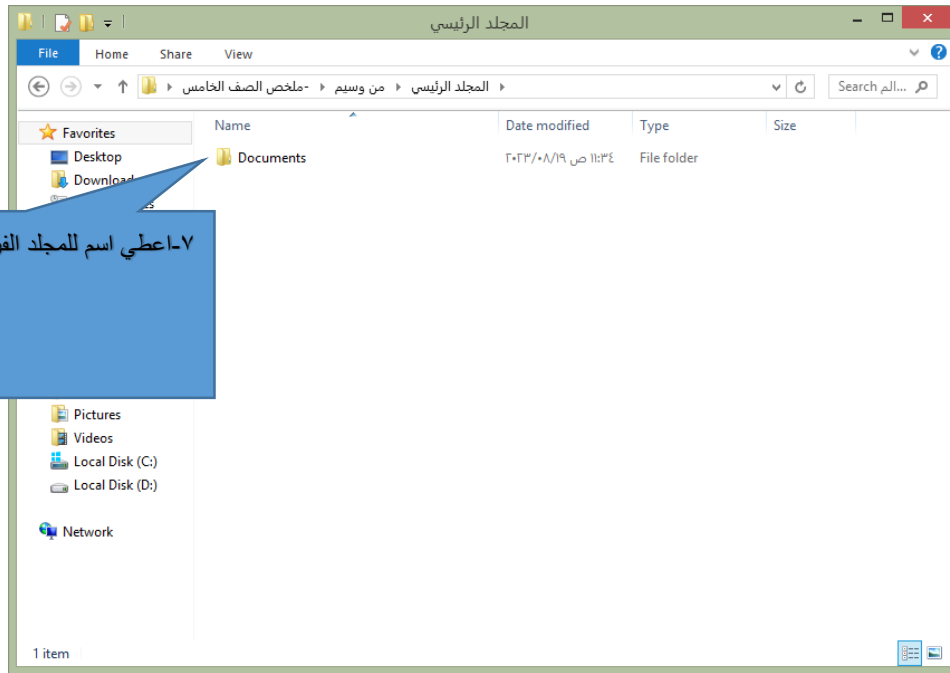 المجلد الرئيسي
File Home Share View
المجلد الرئيسي من وسيم -ملخص الصف الخامس
Search الم...
Name Date modified Type Size
Favorites
Desktop
Documents ٢٠٢٣/٠٨/١٩ ١١:٣٤ ص File folder
٧-اعطي اسم للمجلد
Pictures
Videos
Local Disk (C:)
Local Disk (D:)
Network
1 item